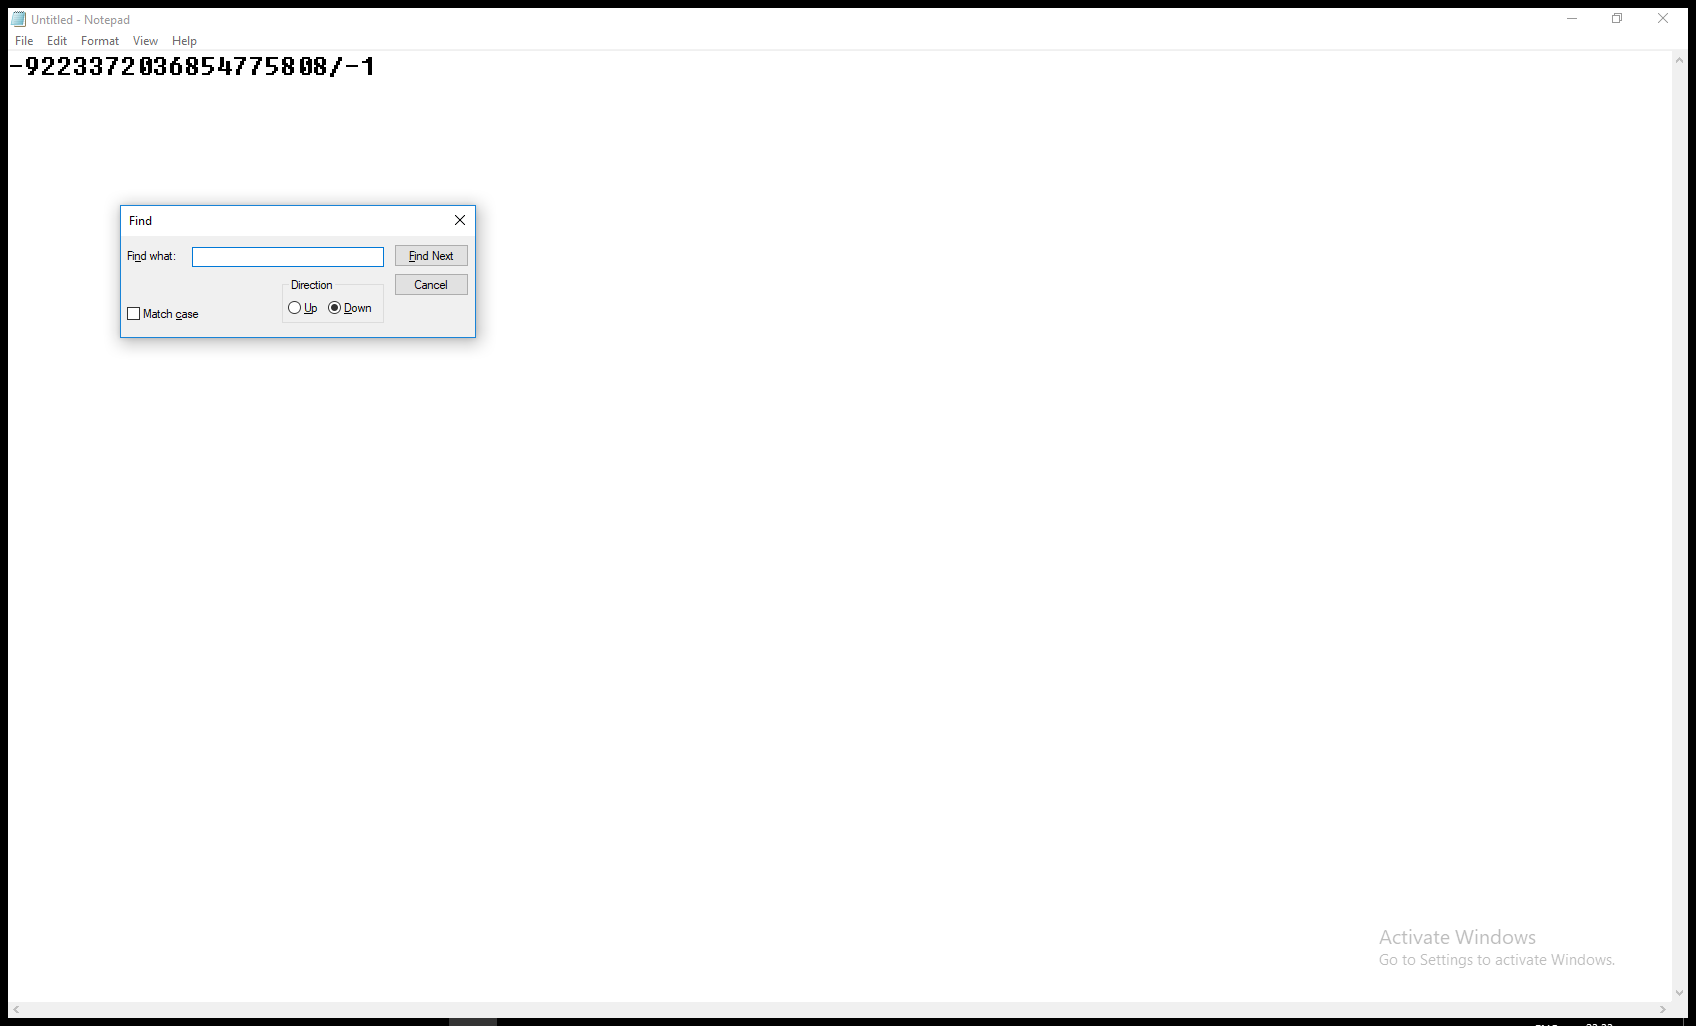 Untitled - Notepad
File Edit Format View Help
-9223372036854775808/-1
Find
Find what:
Find Next
Direction
Cancel
Up Down
Match case
Activate Windows
Go to Settings to activate Windows.